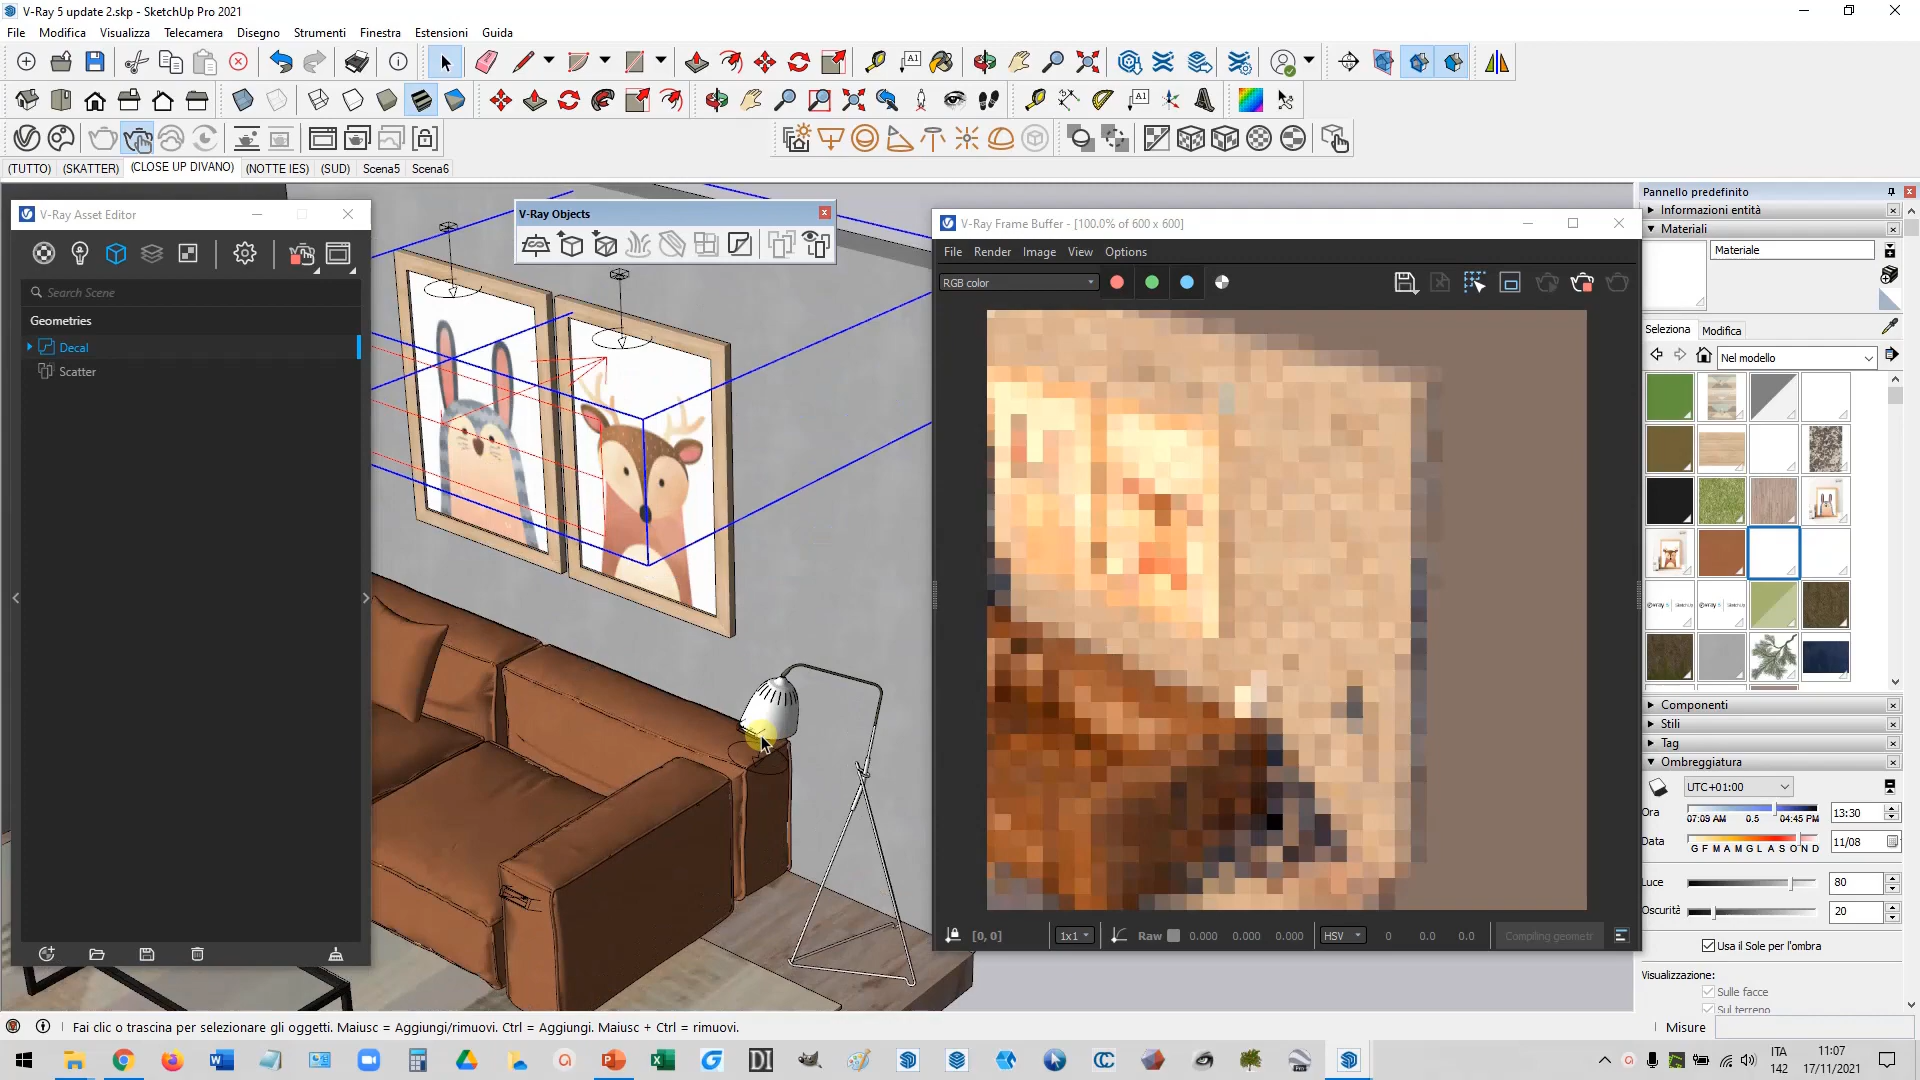 V-Ray 5 update 2.skp - SketchUp Pro 2021
File Modifica Visualizza Telecamera Disegno Strumenti Finestra Estensioni Guida
(TUTTO) (SKATTER) (CLOSE UP DIVANO) (NOTTE IES) (SUD) Scena5 Scena6
V-Ray Asset Editor
Search Scene
Geometries
Decal
Scatter
V-Ray Objects
V-Ray Frame Buffer - [100.0% of 600 x 600]
File Render Image View Options
RGB color
[0, 0] 1x1 Raw 0.000 0.000 0.000 HSV 0 0.0 0.0 Compiling geometr
Pannello predefinito
Informazioni entità
Materiali
Materiale
Seleziona Modifica
Nel modello
Componenti
Stili
Tag
Ombreggiatura
UTC+01:00
Ora 07:09 AM 0.5 04:45 PM 13:30
Data G F M A M G L A S O N D 11/08
Luce 80
Oscurità 20
Usa il Sole per l'ombra
Visualizzazione:
Sulle facce
Sul terreno
Fai clic o trascina per selezionare gli oggetti. Maiusc = Aggiungi/rimuovi. Ctrl = Aggiungi. Maiusc + Ctrl = rimuovi.
Misure
ITA
142
11:07
17/11/2021